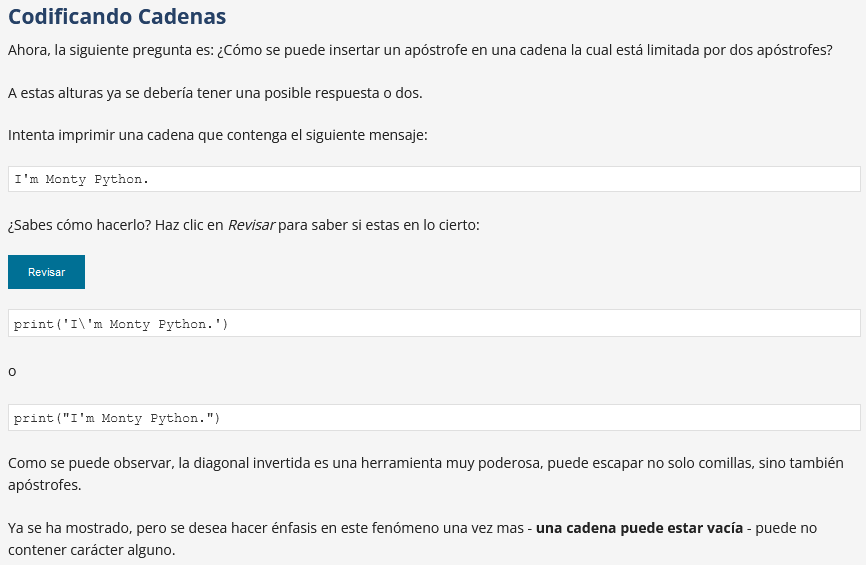 Codificando Cadenas
Ahora, la siguiente pregunta es: ¿Cómo se puede insertar un apóstrofe en una cadena la cual está limitada por dos apóstrofes?
A estas alturas ya se debería tener una posible respuesta o dos.
Intenta imprimir una cadena que contenga el siguiente mensaje:
I'm Monty Python.
¿Sabes cómo hacerlo? Haz clic en Revisar para saber si estas en lo cierto:
Revisar
print('I\'m Monty Python.')
o
print("I'm Monty Python.")
Como se puede observar, la diagonal invertida es una herramienta muy poderosa, puede escapar no solo comillas, sino también
apóstrofes.
Ya se ha mostrado, pero se desea hacer énfasis en este fenómeno una vez mas - una cadena puede estar vacía - puede no
contener carácter alguno.